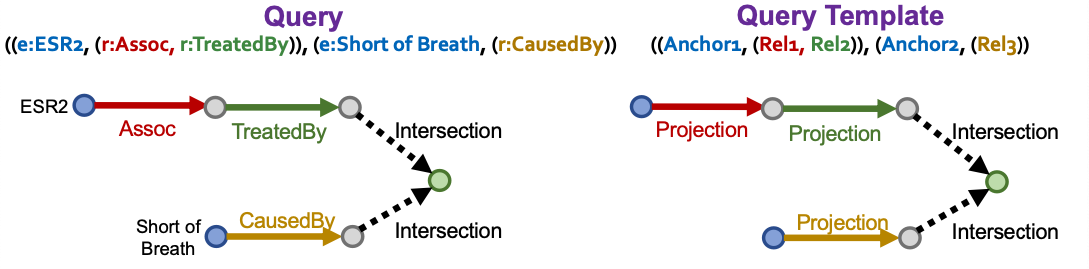 Query
((e:ESR2, (r:Assoc, r:TreatedBy)), (e:Short of Breath, (r:CausedBy))
ESR2
Assoc
TreatedBy
Intersection
Short of
Breath
CausedBy
Intersection
Query Template
((Anchor1, (Rel1, Rel2)), (Anchor2, (Rel3))
Projection
Projection
Intersection
Projection
Intersection